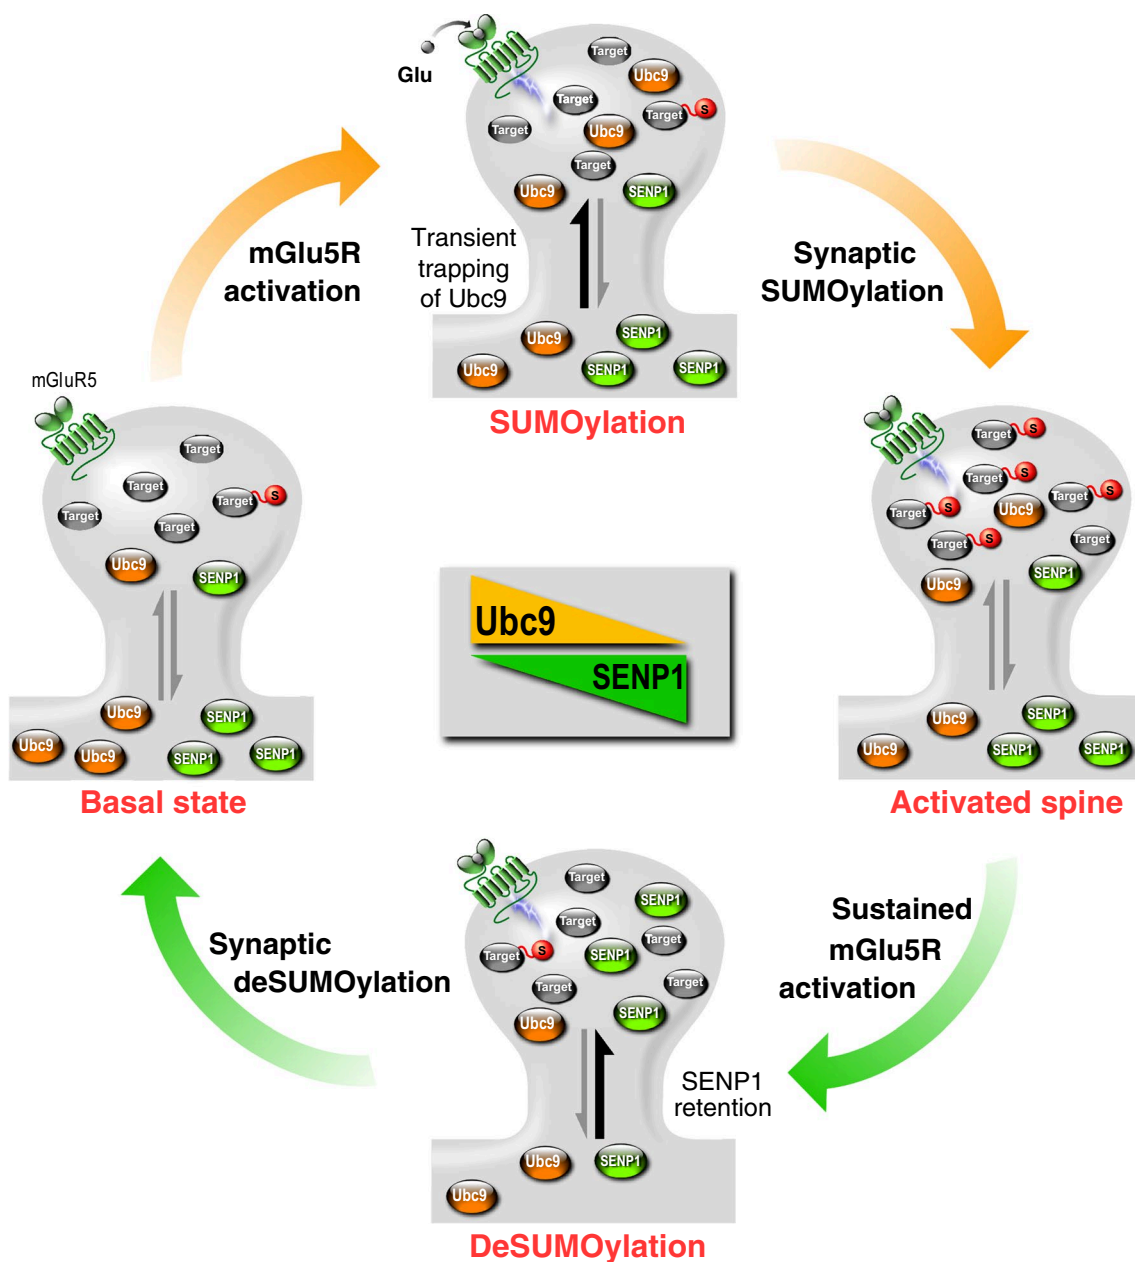 Glu
Target
Ubc9
Target
S
Target
Target
Ubc9
Target
Ubc9
SENP1
Transient
trapping
of Ubc9
Ubc9
SENP1
Ubc9
SENP1
SENP1
SUMOylation
mGlu5R
activation
Synaptic
SUMOylation
mGluR5
Target
Target
Target
S
Target
Target
Ubc9
SENP1
Ubc9
SENP1
Ubc9
Ubc9
SENP1
SENP1
Basal state
Ubc9
SENP1
Target
S
Target
S
Target
S
Target
S
Ubc9
Target
S
Target
Ubc9
SENP1
Ubc9
SENP1
Ubc9
SENP1
SENP1
Activated spine
Sustained
mGlu5R
activation
Synaptic
deSUMOylation
Target
SENP1
Target
Target
S
Target
SENP1
Target
Target
Ubc9
SENP1
SENP1
retention
Ubc9
SENP1
Ubc9
DeSUMOylation